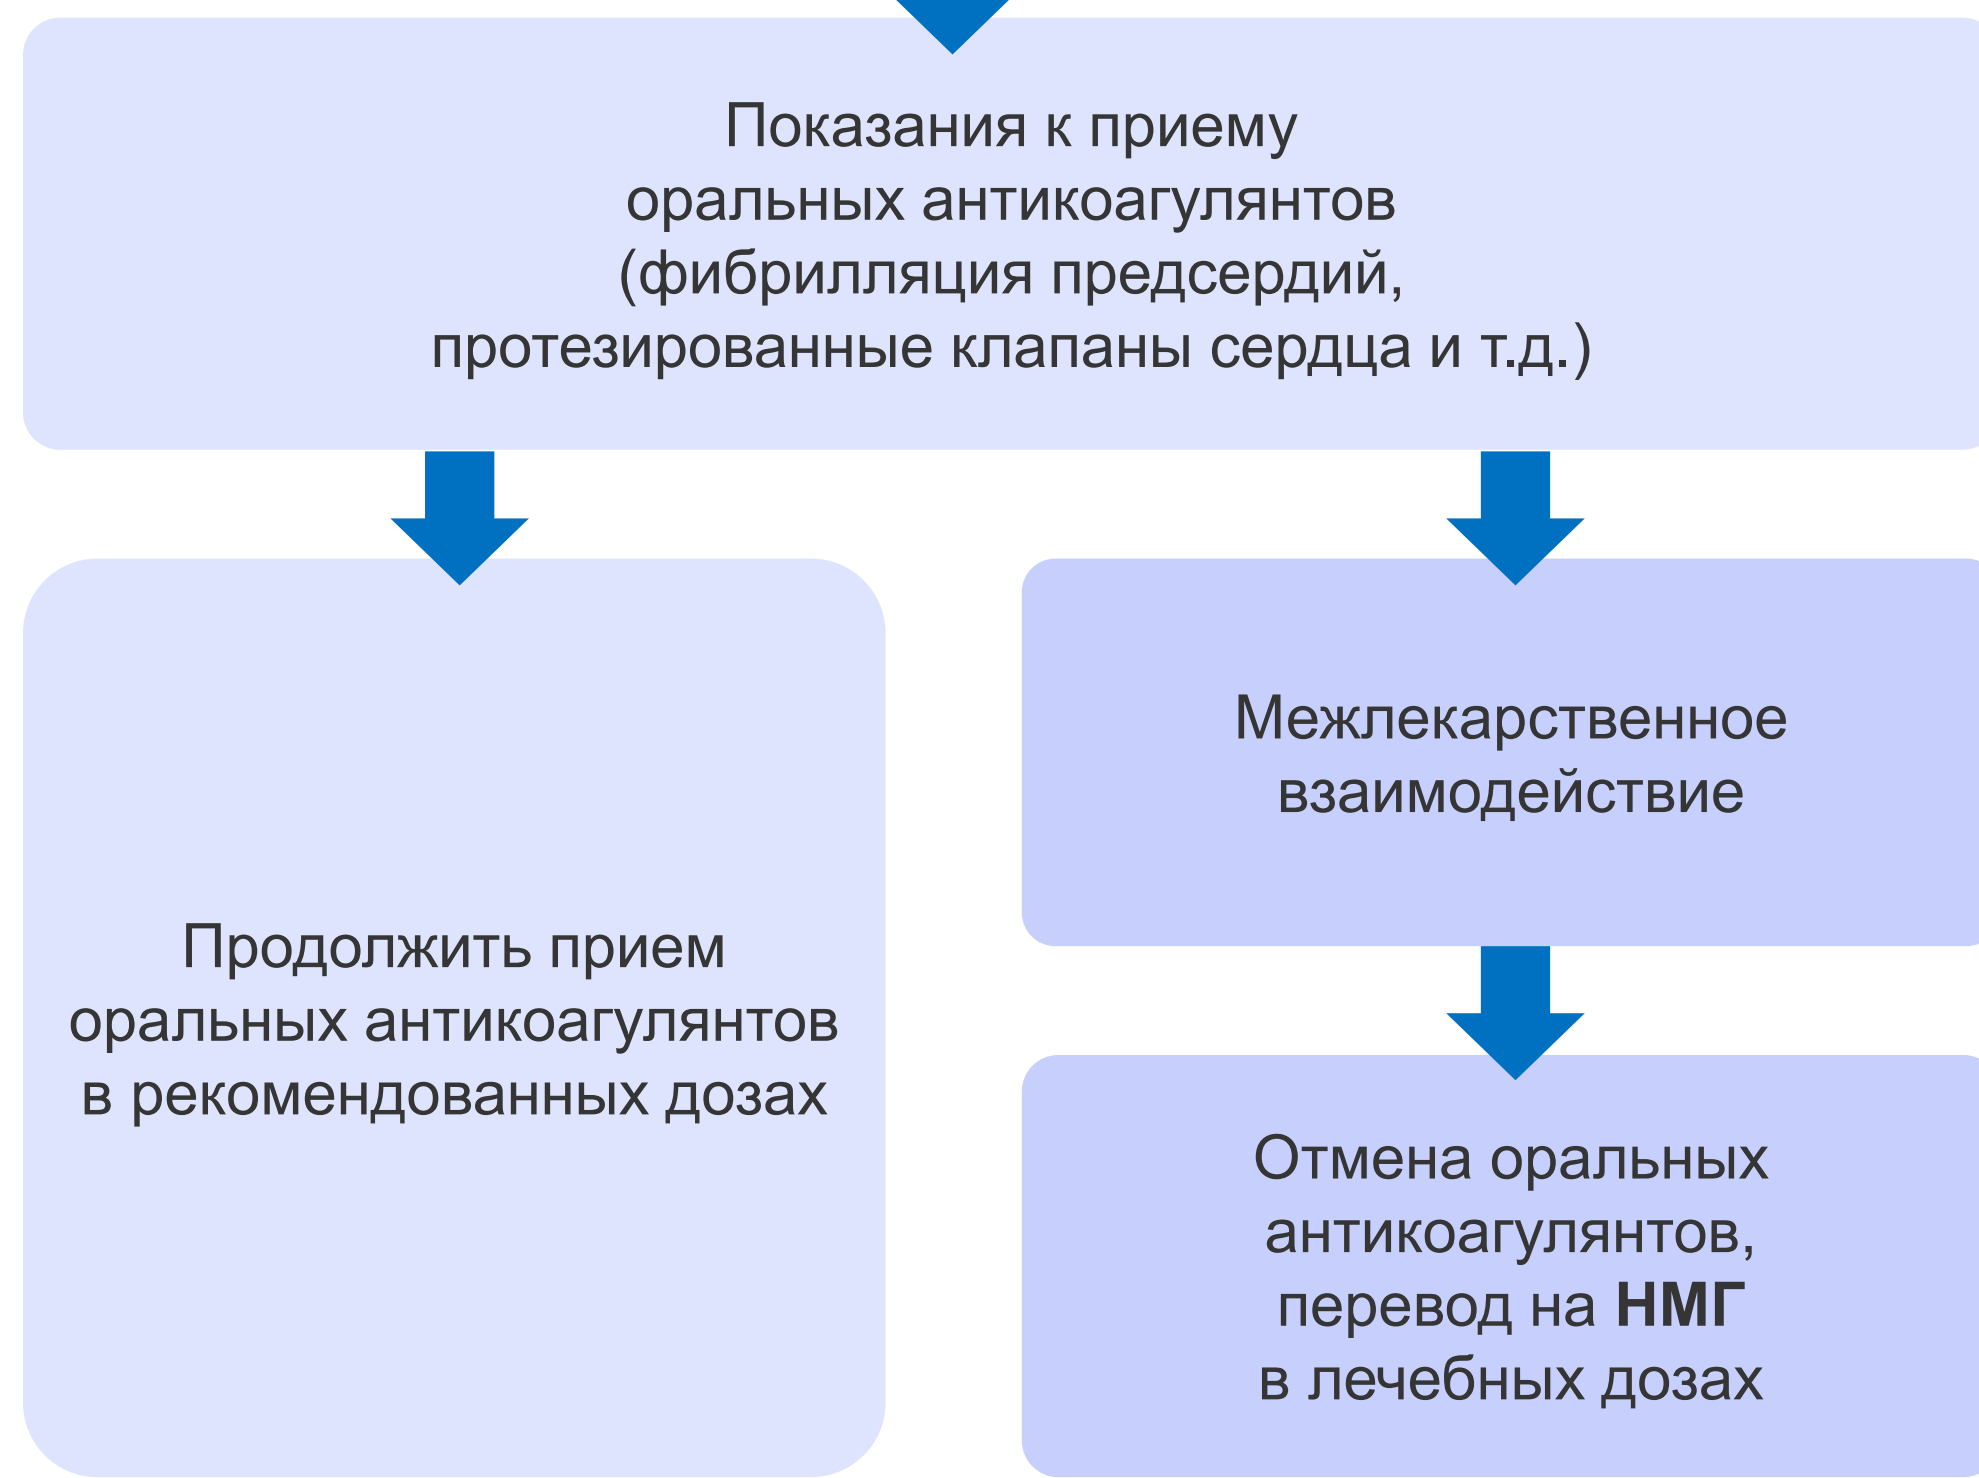 Показания к приему
оральных антикоагулянтов
(фибрилляция предсердий,
протезированные клапаны сердца и т.д.)
Продолжить прием
оральных антикоагулянтов
в рекомендованных дозах
Межлекарственное
взаимодействие
Отмена оральных
антикоагулянтов,
перевод на НМГ
в лечебных дозах